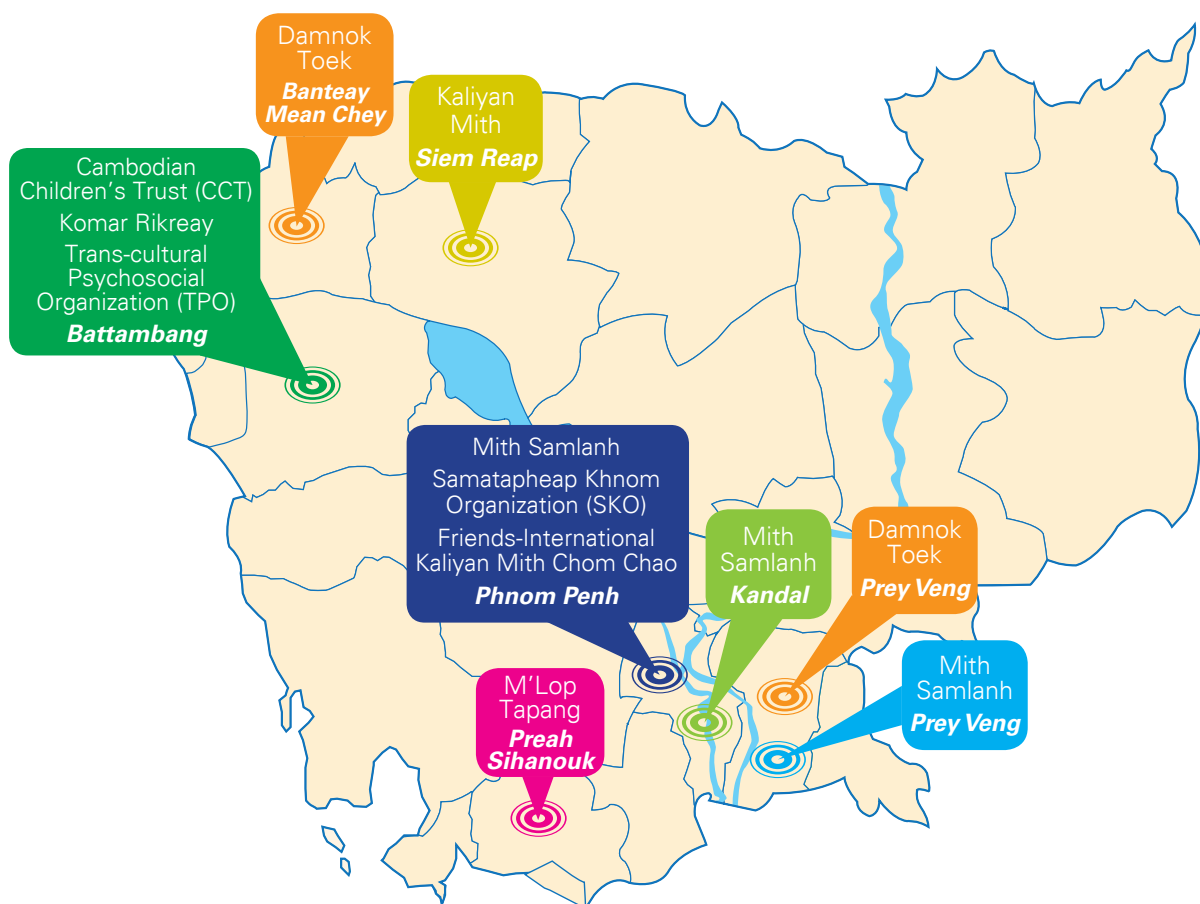 Damnok
Toek
Banteay
Mean Chey
Kaliyan
Mith
Siem Reap
Cambodian
Children's Trust (CCT)
Komar Rikreay
Trans-cultural
Psychosocial
Organization (TPO)
Battambang
Mith Samlanh
Samatapheap Khnom
Organization (SKO)
Friends-International
Kaliyan Mith Chom Chao
Phnom Penh
Mith
Samlanh
Kandal
Damnok
Toek
Prey Veng
Mith
Samlanh
Prey Veng
M'Lop
Tapang
Preah
Sihanouk